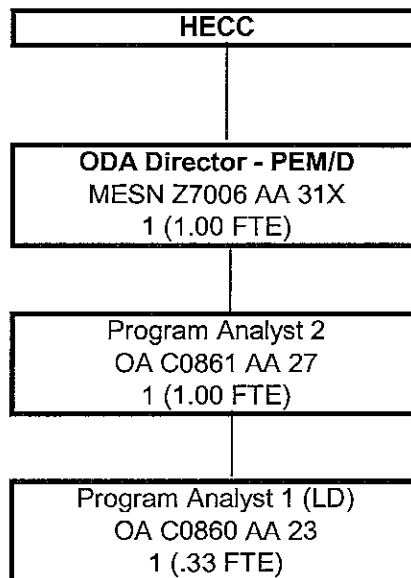 HECC
ODA Director - PEM/D
MESN Z7006 AA 31X
1 (1.00 FTE)
Program Analyst 2
OA C0861 AA 27
1 (1.00 FTE)
Program Analyst 1 (LD)
OA C0860 AA 23
1 (.33 FTE)